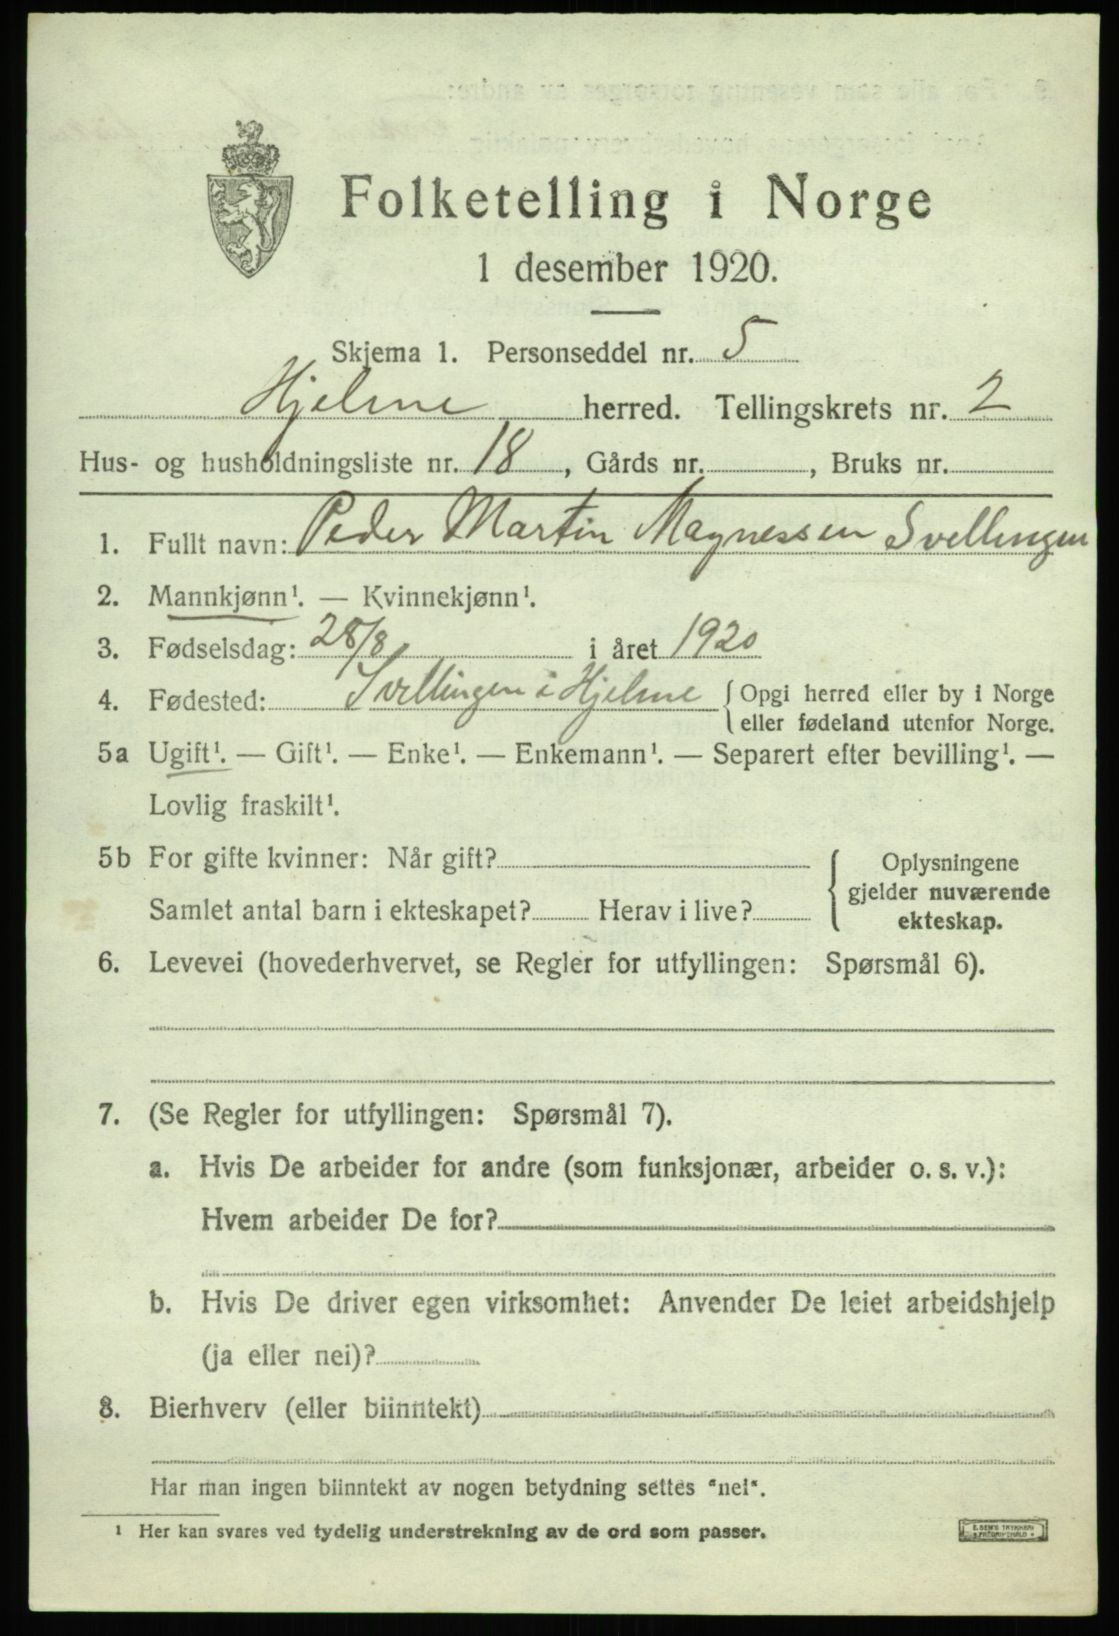 Folketelling i Norge
1 desember 1920.
Skjema 1. Personseddel nr. 5
Hjelme herred. Tellingskrets nr. 2
Hus- og husholdningsliste nr. 18, Gårds nr. , Bruks nr.
1. Fullt navn: Peder Martin Magnessen Svellingen
2. Mannkjønn¹. — Kvinnekjønn¹.
3. Fødselsdag: 28/8 i året 1920
4. Fødested: Svellingen i Hjelme { Opgi herred eller by i Norge
eller fødeland utenfor Norge.
5a Ugift¹. — Gift¹. — Enke¹. — Enkemann¹. — Separert efter bevilling¹. —
Lovlig fraskilt¹.
5b For gifte kvinner: Når gift? Oplysningene
gjelder nuværende
Samlet antal barn i ekteskapet? Herav i live? ekteskap.
6. Levevei (hovederhvervet, se Regler for utfyllingen: Spørsmål 6).
7. (Se Regler for utfyllingen: Spørsmål 7).
a. Hvis De arbeider for andre (som funksjonær, arbeider o. s. v.):
Hvem arbeider De for?
b. Hvis De driver egen virksomhet: Anvender De leiet arbeidshjelp
(ja eller nei)?
8. Bierhverv (eller biinntekt)
Har man ingen biinntekt av nogen betydning settes "nei".
¹ Her kan svares ved tydelig understrekning av de ord som passer.